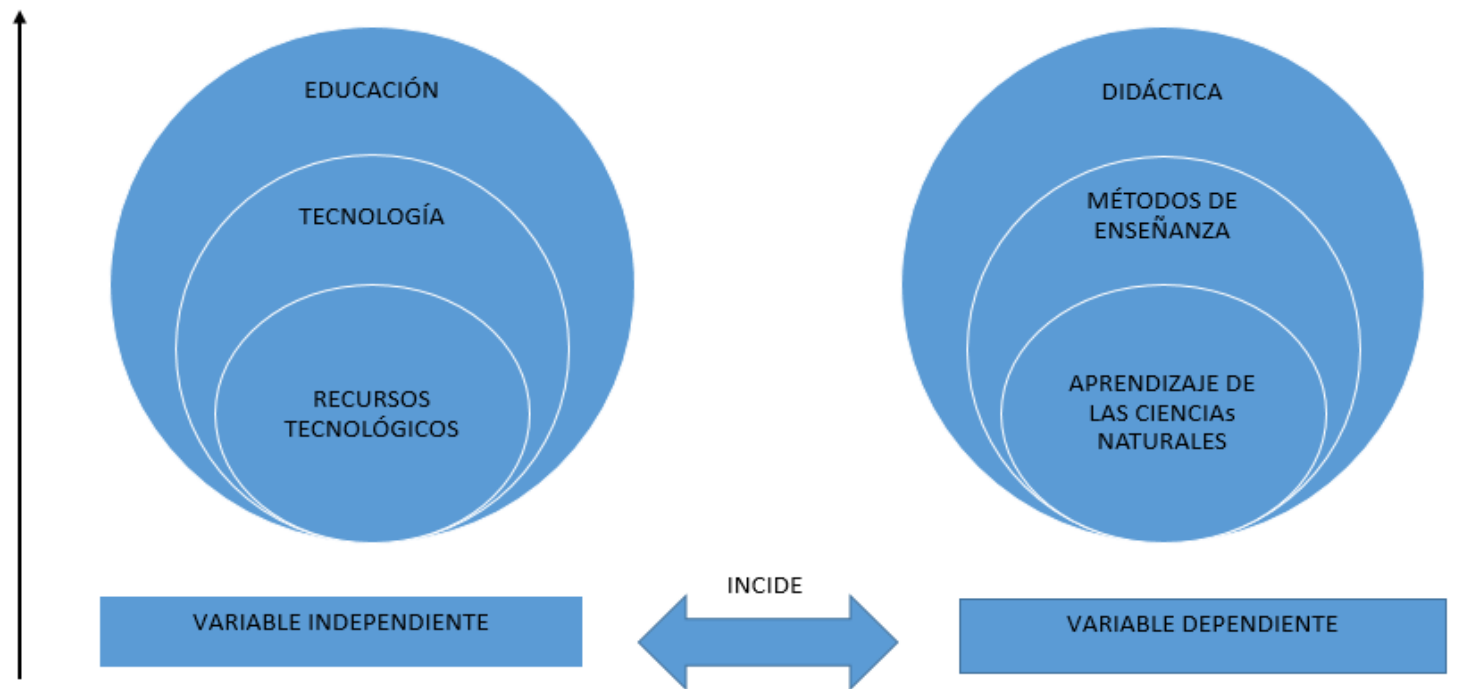 EDUCACIÓN
TECNOLOGÍA
RECURSOS
TECNOLÓGICOS
DIDÁCTICA
MÉTODOS DE
ENSEÑANZA
APRENDIZAJE DE
LAS CIENCIAs
NATURALES
VARIABLE INDEPENDIENTE
INCIDE
VARIABLE DEPENDIENTE